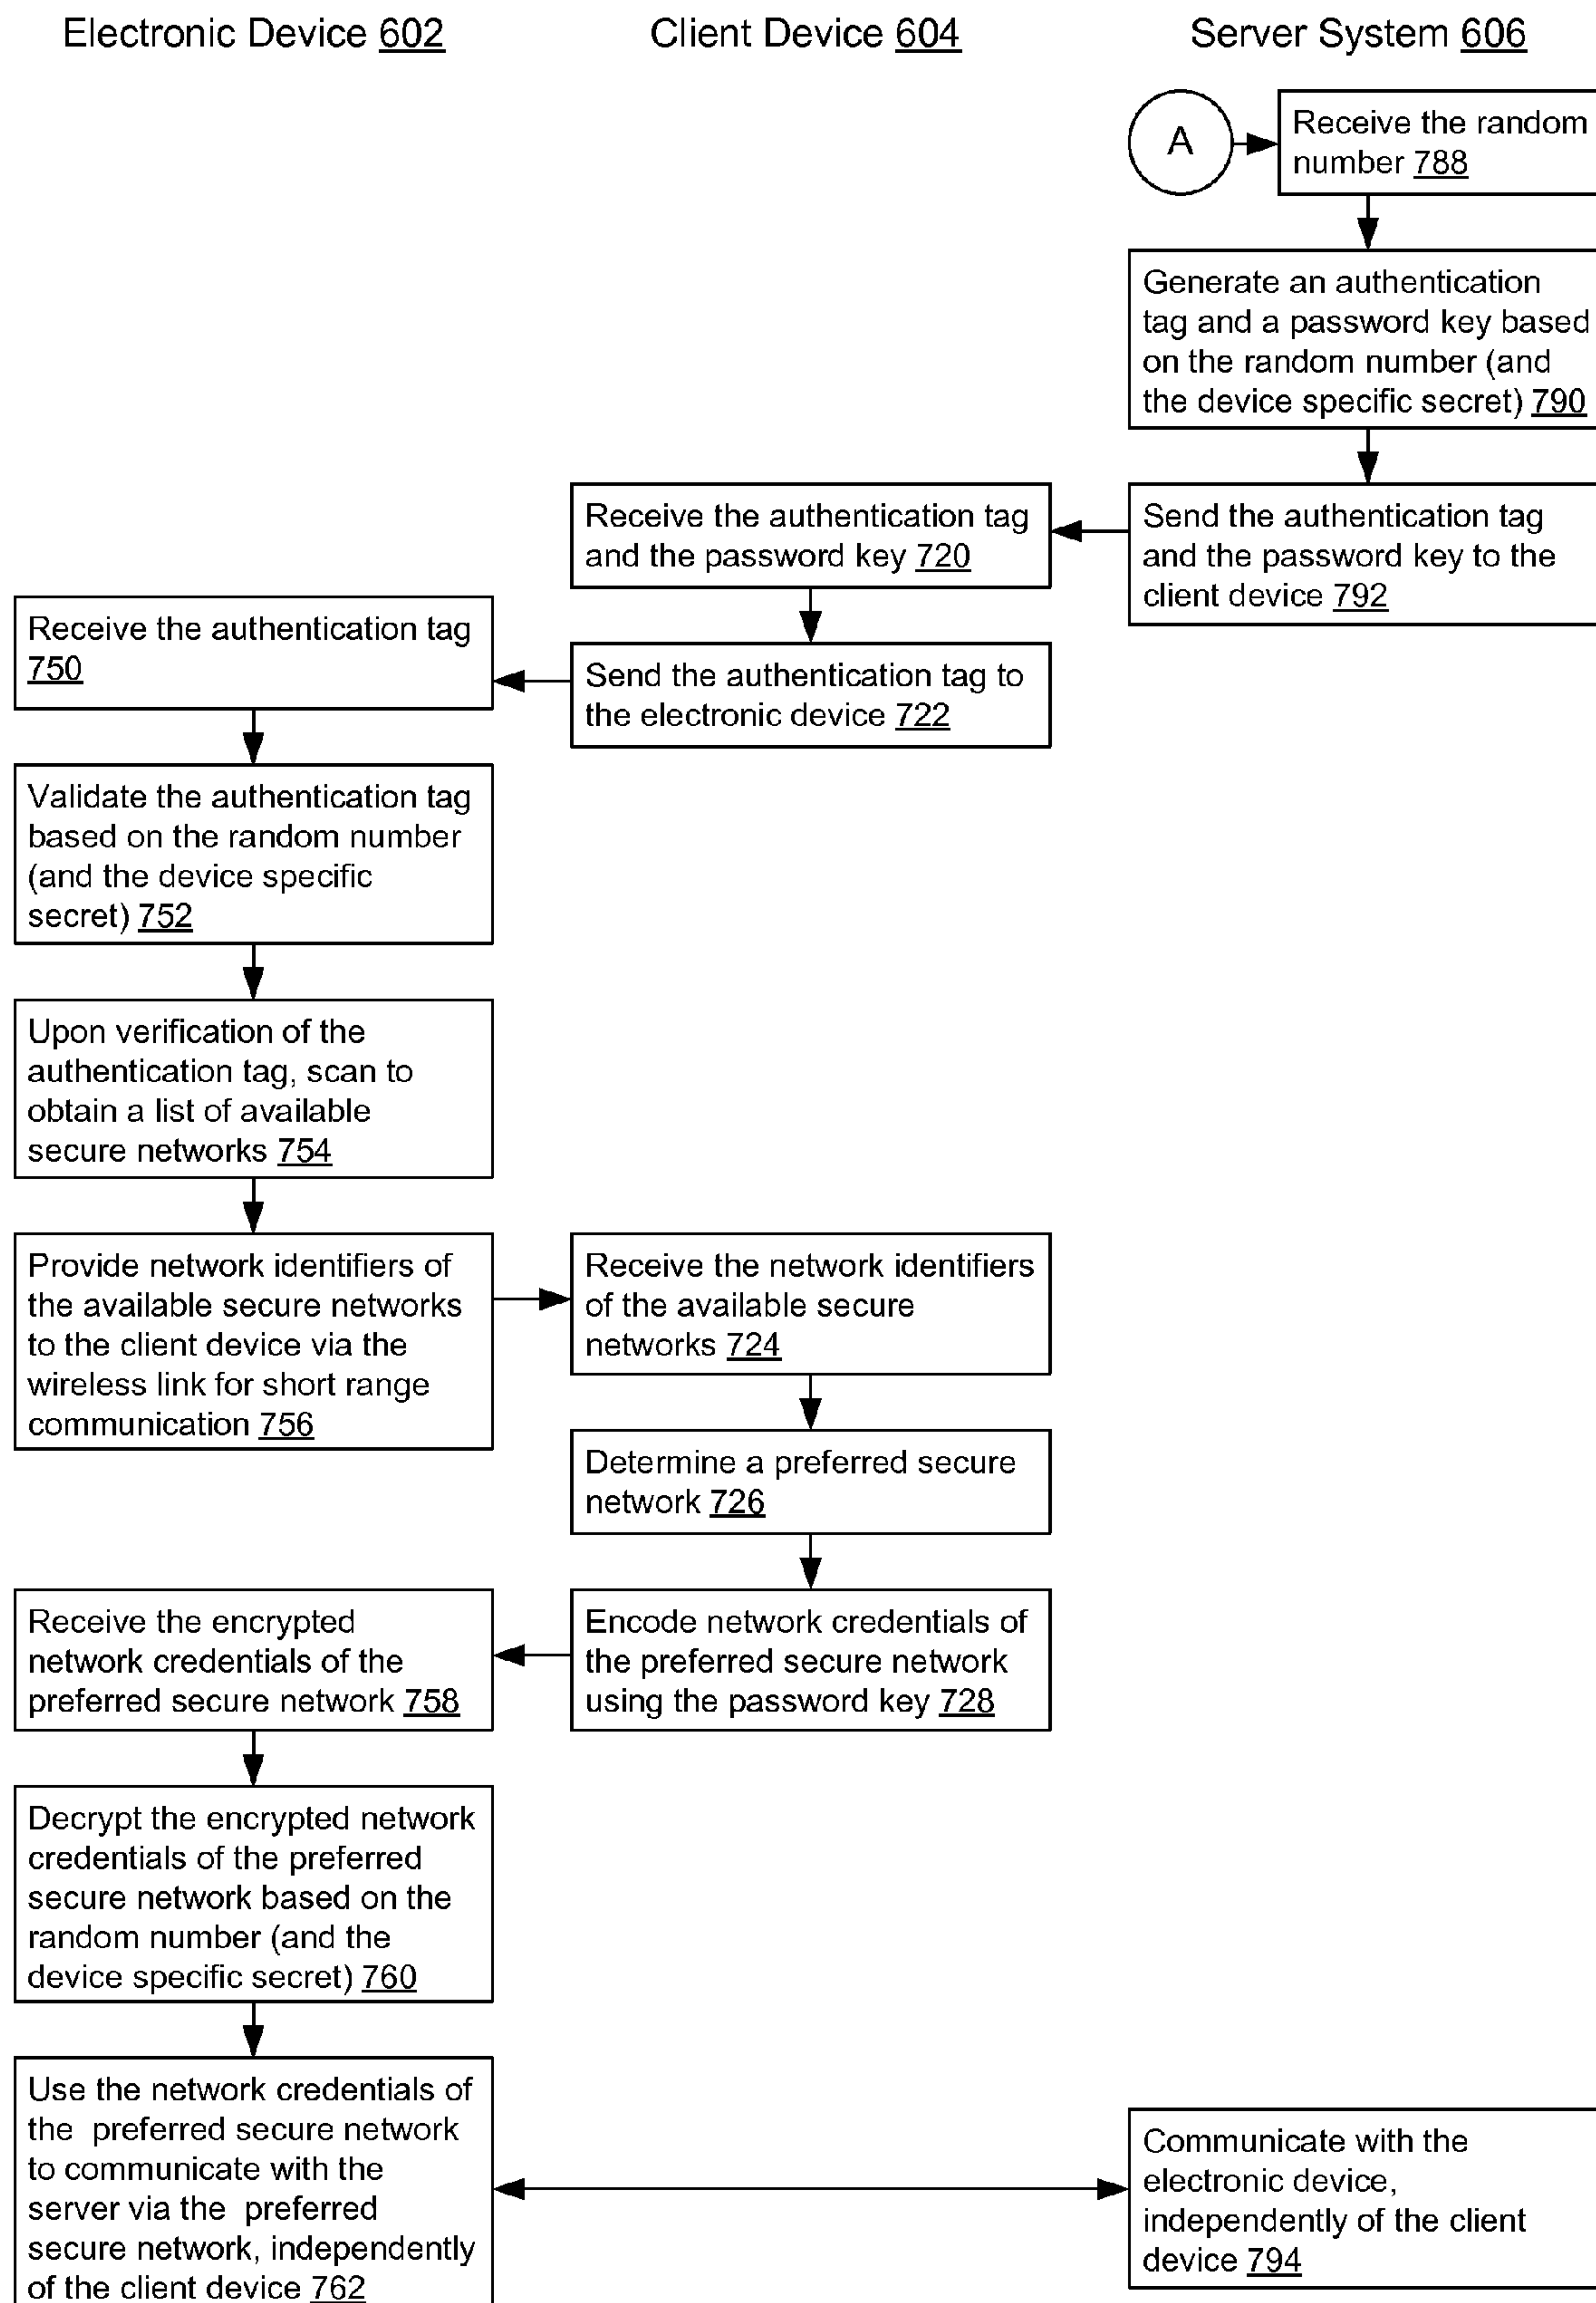 Electronic Device 602
Client Device 604
Server System 606
A
Receive the random
number 788
Generate an authentication
tag and a password key based
on the random number (and
the device specific secret) 790
Send the authentication tag
and the password key to the
client device 792
Receive the authentication tag
and the password key 720
Send the authentication tag to
the electronic device 722
Receive the authentication tag
750
Validate the authentication tag
based on the random number
(and the device specific
secret) 752
Upon verification of the
authentication tag, scan to
obtain a list of available
secure networks 754
Provide network identifiers of
the available secure networks
to the client device via the
wireless link for short range
communication 756
Receive the network identifiers
of the available secure
networks 724
Determine a preferred secure
network 726
Encode network credentials of
the preferred secure network
using the password key 728
Receive the encrypted
network credentials of the
preferred secure network 758
Decrypt the encrypted network
credentials of the preferred
secure network based on the
random number (and the
device specific secret) 760
Use the network credentials of
the preferred secure network
to communicate with the
server via the preferred
secure network, independently
of the client device 762
Communicate with the
electronic device,
independently of the client
device 794